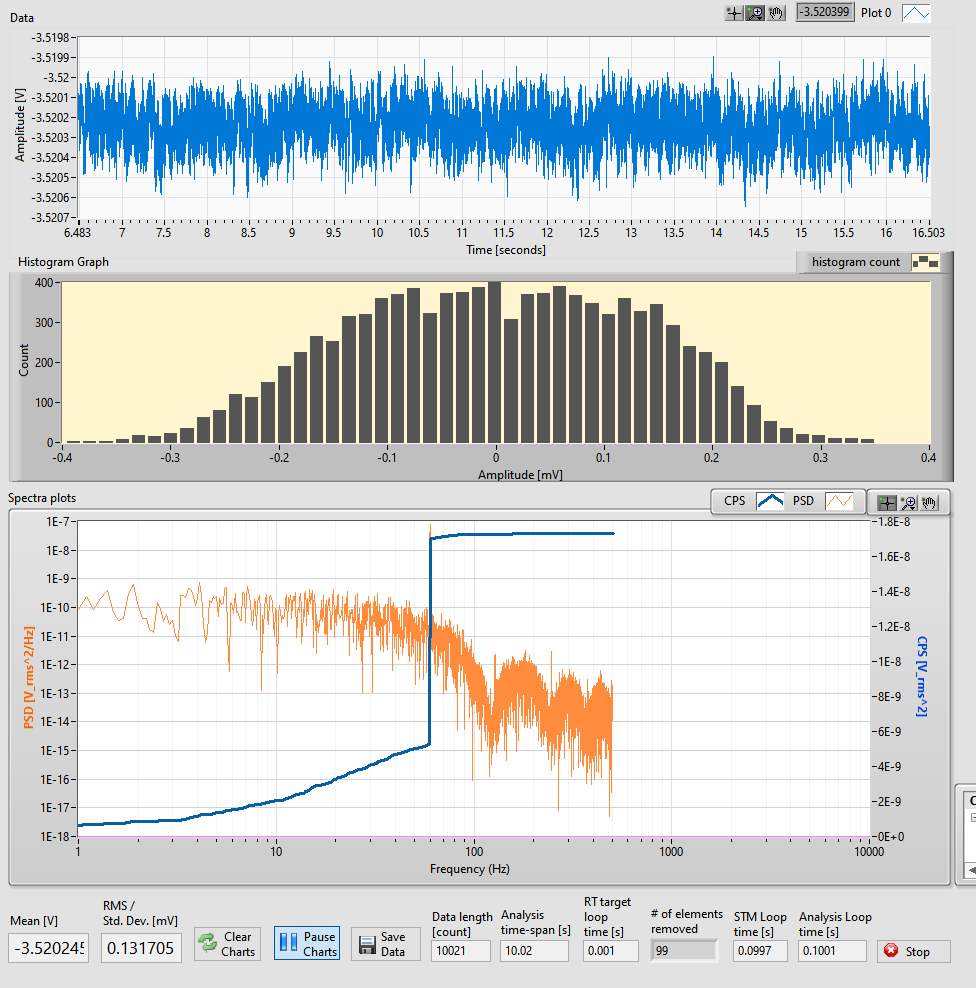 Data
-3.520399 Plot 0
-3.5198
-3.5199
-3.52
-3.5201
-3.5202
-3.5203
-3.5204
-3.5205
-3.5206
-3.5207
Amplitude [V]
6.483 7 7.5 8 8.5 9 9.5 10 10.5 11 11.5 12 12.5 13 13.5 14 14.5 15 15.5 16 16.503
Time [seconds]
Histogram Graph
histogram count
400
300
200
100
0
Count
-0.4 -0.3 -0.2 -0.1 0 0.1 0.2 0.3 0.4
Amplitude [mV]
Spectra plots
CPS PSD
1E-7
1E-8
1E-9
1E-10
1E-11
1E-12
1E-13
1E-14
1E-15
1E-16
1E-17
1E-18
PSD [V_rms^2/Hz]
1.8E-8
1.6E-8
1.4E-8
1.2E-8
1E-8
8E-9
6E-9
4E-9
2E-9
0E+0
CPS [V_rms^2]
1 10 100 1000 10000
Frequency (Hz)
Mean [V]
-3.520245
RMS /
Std. Dev. [mV]
0.131705
Clear
Charts
Pause
Charts
Save
Data
Data length
[count]
10021
Analysis
time-span [s]
10.02
RT target
loop
time [s]
0.001
# of elements
removed
99
STM Loop
time [s]
0.0997
Analysis Loop
time [s]
0.1001
Stop